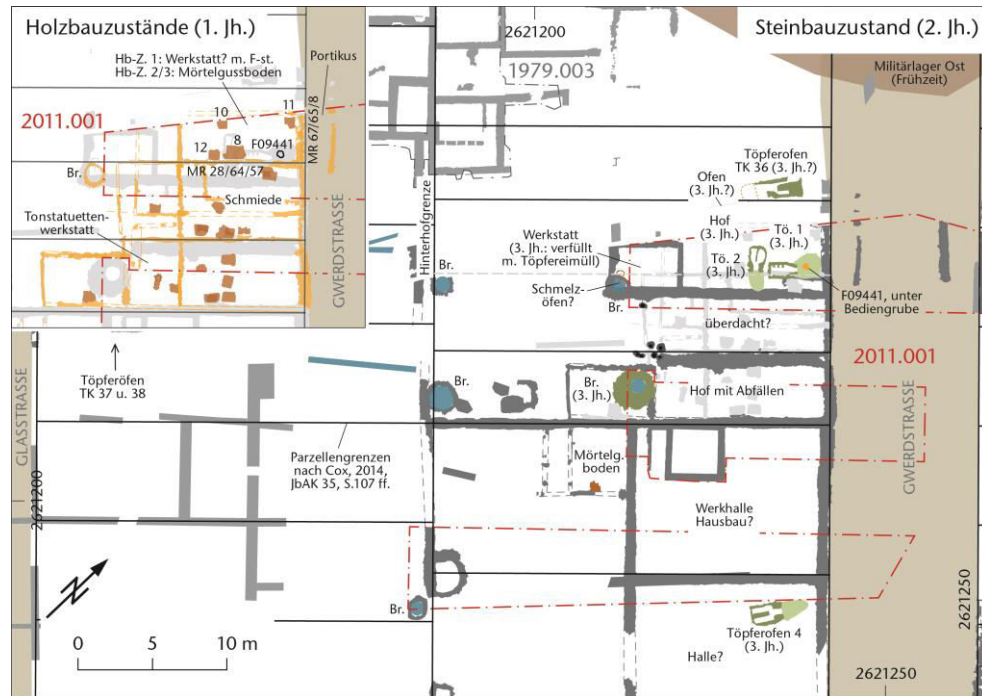 Holzbauzustände (1. Jh.)
Hb-Z. 1: Werkstatt? m. F-st.
Hb-Z. 2/3: Mörtelgussboden
Portikus
2011.001
10
11
12
8
F09441
MR 67/65/8
Br.
MR 28/64/57
Schmiede
Tonstatuetten-
werkstatt
GWERDSTRASSE
2621200
1979.003
Steinbauzustand (2. Jh.)
Militärlager Ost
(Frühzeit)
Töpferofen
TK 36 (3. Jh.?)
Ofen
(3. Jh.?)
Hinterhofgrenze
Werkstatt
(3. Jh.: verfüllt
m. Töpfereimüll)
Hof
(3. Jh.)
Tö. 1
(3. Jh.)
Tö. 2
(3. Jh.)
Br.
Schmelz-
öfen?
Br.
F09441, unter
Bediengrube
überdacht?
2011.001
Töpferöfen
TK 37 u. 38
Br.
Br.
(3. Jh.)
Hof mit Abfällen
GLASSTRASSE
GWERDSTRASSE
Parzellengrenzen
nach Cox, 2014,
JbAK 35, S.107 ff.
Mörtelg.
boden
2621200
Werkhalle
Hausbau?
N
Br.
0
5
10 m
Töpferofen 4
(3. Jh.)
Halle?
2621250
2621250